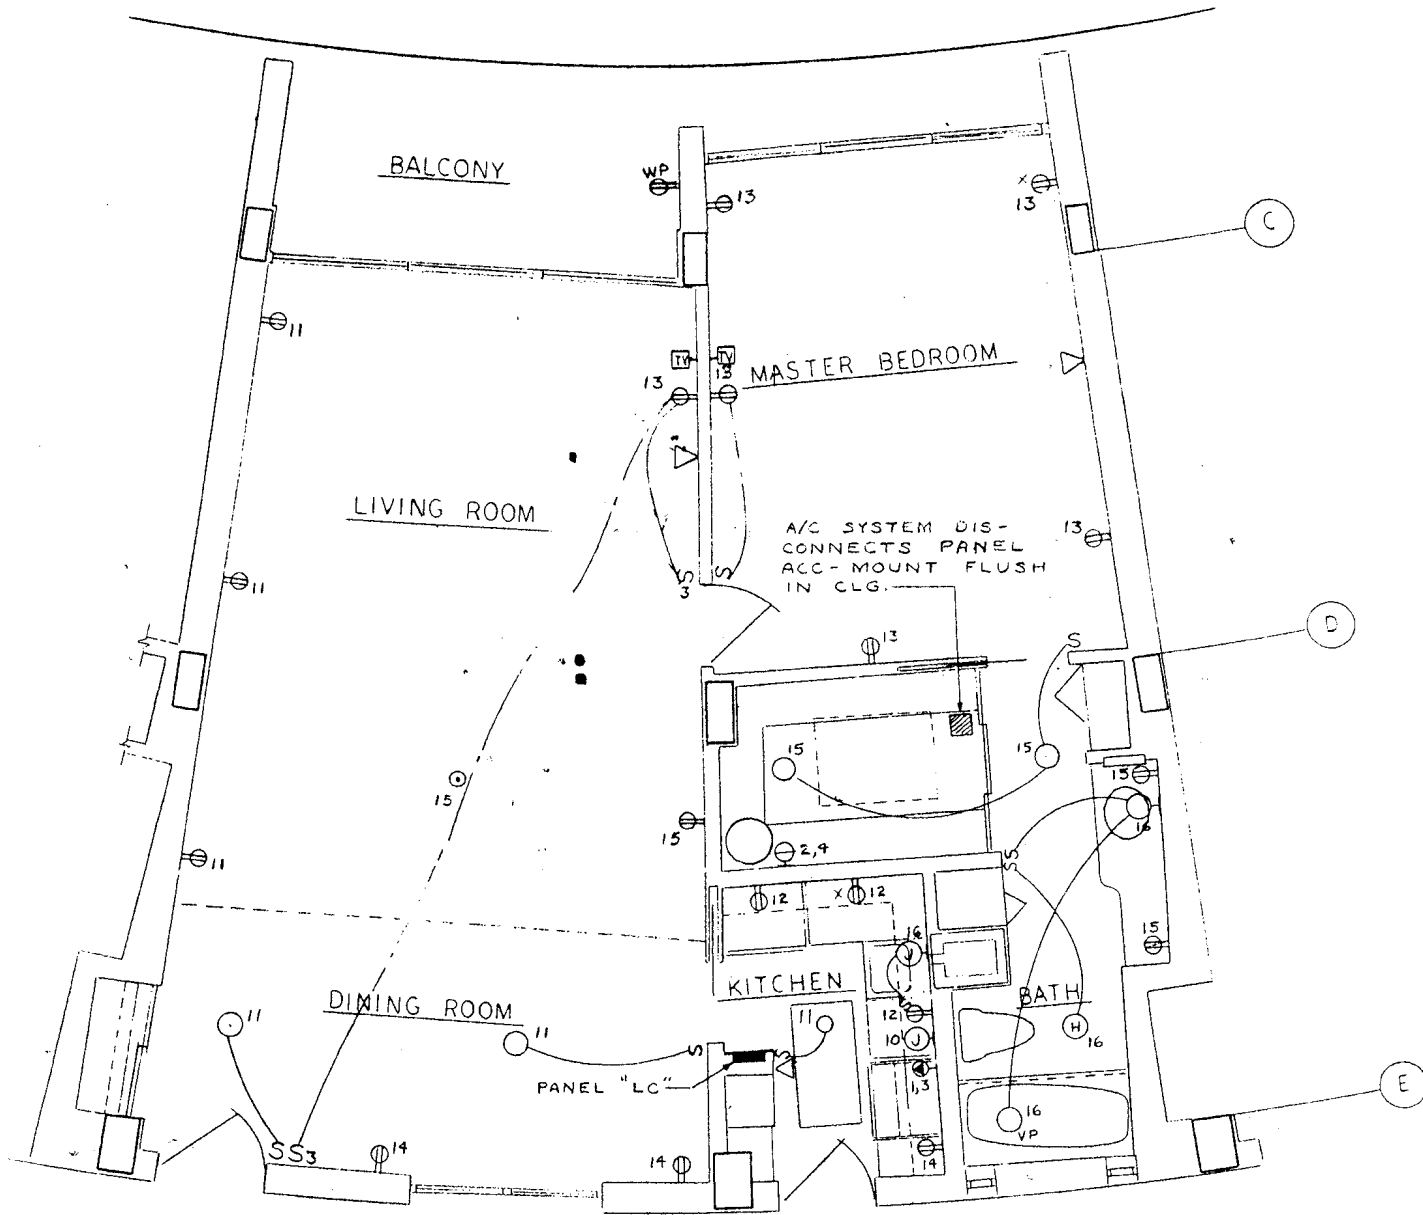 BALCONY
WP
13
X
13
C
11
TV
TV
13
13
MASTER BEDROOM
LIVING ROOM
A/C SYSTEM DIS-
CONNECTS PANEL
ACC-MOUNT FLUSH
IN CLG.
13
11
S
3
S
13
D
S
15
15
15
15
16
15
11
2,4
SS
12
X
12
16
J
15
KITCHEN
BATH
DINING ROOM
11
11
11
12
10
J
H
16
S
S
PANEL "LC"
1,3
E
16
VP
SS3
14
14
14